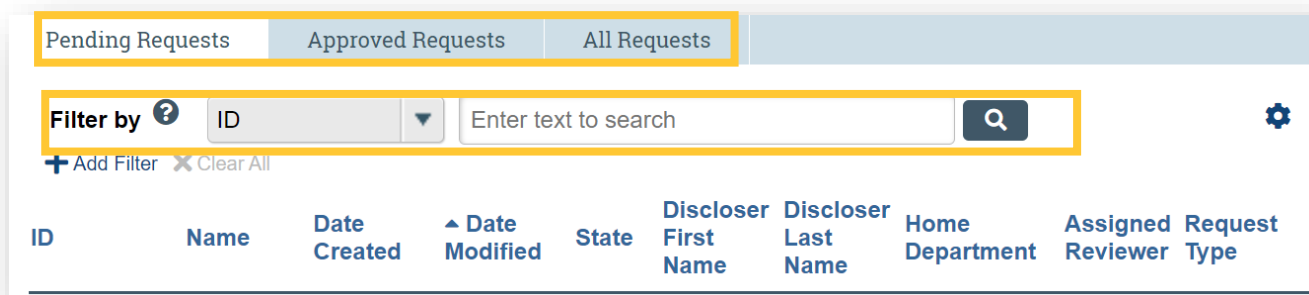 Pending Requests Approved Requests All Requests
Filter by ? ID Enter text to search
Add Filter Clear All
ID Name Date Created Date Modified State Discloser First Name Discloser Last Name Home Department Assigned Reviewer Request Type